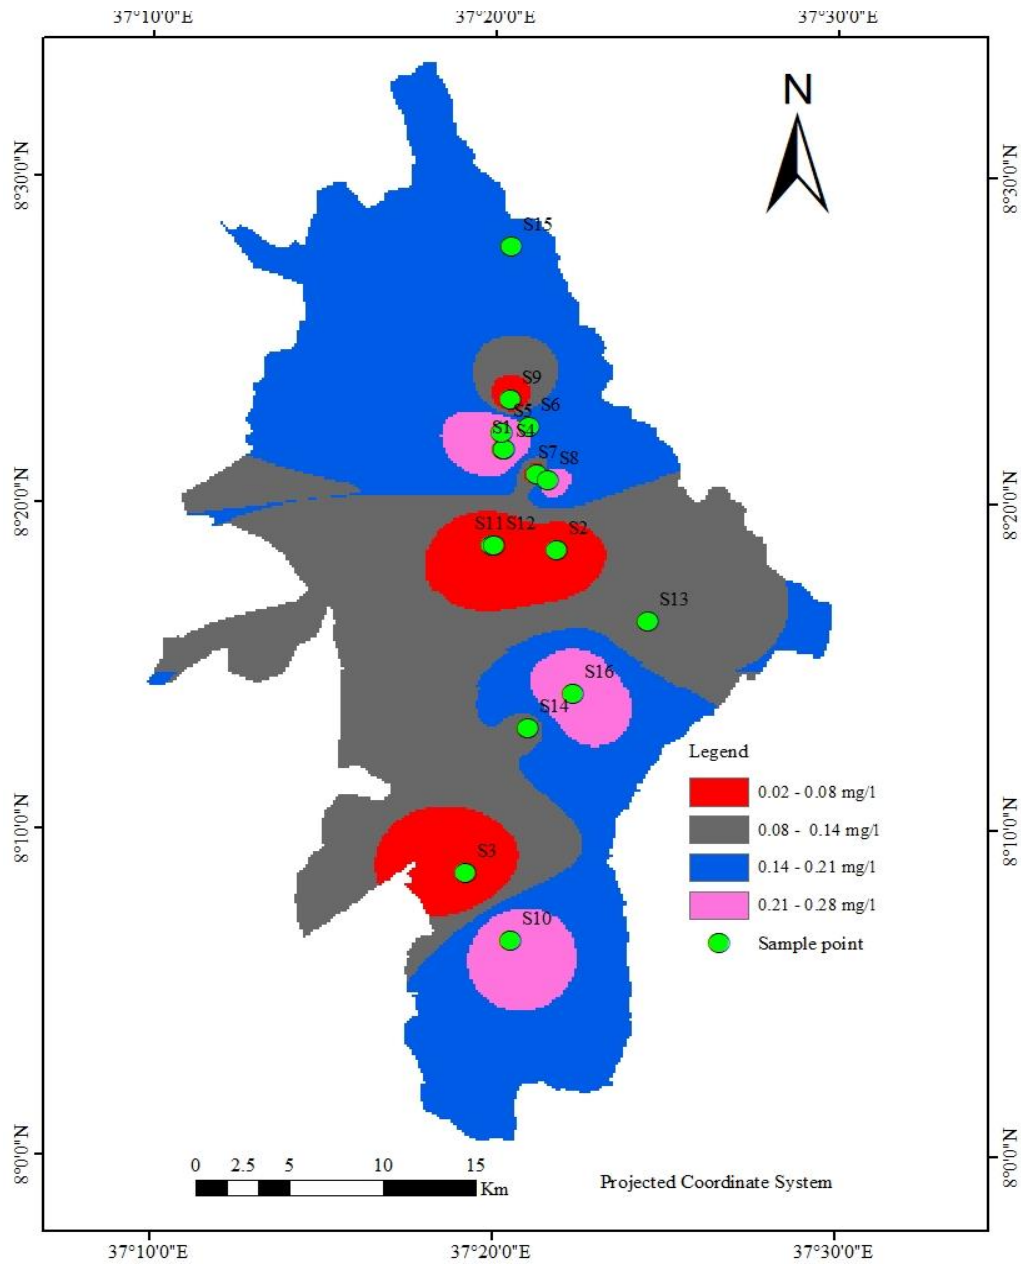 37°10'0"E 37°20'0"E 37°30'0"E
N
8°30'0"N 8°30'0"N
S15
S9
S6
S5
S1 S4
S7
S8
8°20'0"N 8°20'0"N
S11 S12 S2
S13
S16
S14
Legend
0.02 - 0.08 mg/l
8°10'0"N 8°10'0"N
0.08 - 0.14 mg/l
S3
0.14 - 0.21 mg/l
0.21 - 0.28 mg/l
S10
Sample point
8°0'0"N 8°0'0"N
0 2.5 5 10 15
Km
Projected Coordinate System
37°10'0"E 37°20'0"E 37°30'0"E